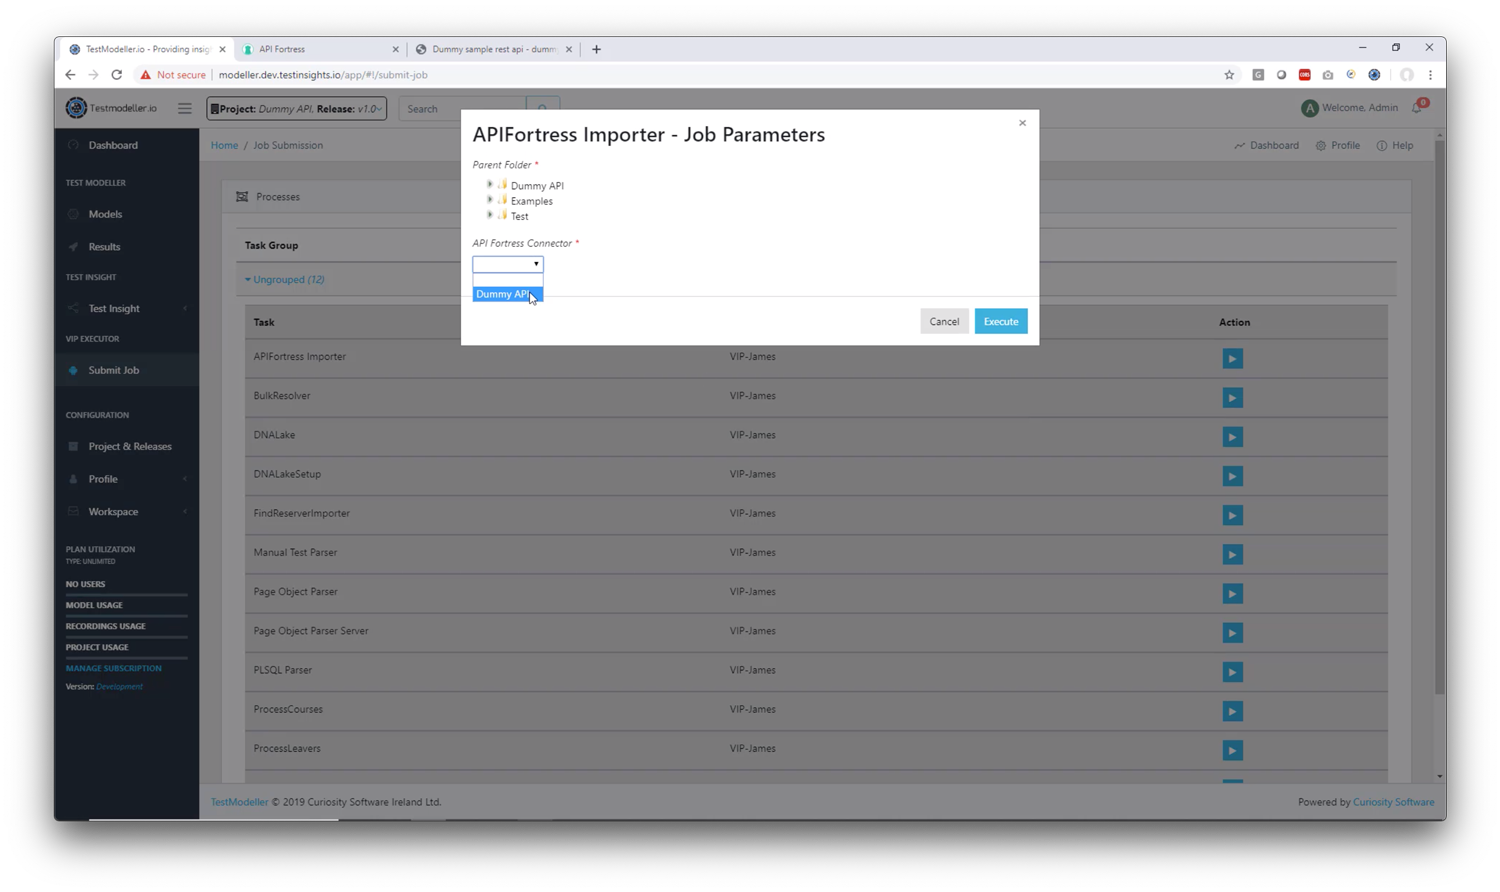 TestModeller.io - Providing insig
API Fortress
Dummy sample rest api - dumm
Not secure
modeller.dev.testinsights.io/app/#!/submit-job
Testmodeller.io
Project: Dummy API. Release: v1.0
Search
Welcome, Admin
0
A
Dashboard
TEST MODELLER
Models
Results
TEST INSIGHT
Test Insight
VIP EXECUTOR
Submit Job
CONFIGURATION
Project & Releases
Profile
Workspace
PLAN UTILIZATION
TYPE: UNLIMITED
NO USERS
MODEL USAGE
RECORDINGS USAGE
PROJECT USAGE
MANAGE SUBSCRIPTION
Version: Development
Home / Job Submission
Dashboard
Profile
Help
Processes
Task Group
Ungrouped (12)
APIFortress Importer - Job Parameters
Parent Folder *
Dummy API
Examples
Test
API Fortress Connector *
Dummy API
Cancel
Execute
Task
Action
APIFortress Importer VIP-James
BulkResolver VIP-James
DNALake VIP-James
DNALakeSetup VIP-James
FindReserverImporter VIP-James
Manual Test Parser VIP-James
Page Object Parser VIP-James
Page Object Parser Server VIP-James
PLSQL Parser VIP-James
ProcessCourses VIP-James
ProcessLeavers VIP-James
TestModeller © 2019 Curiosity Software Ireland Ltd.
Powered by Curiosity Software